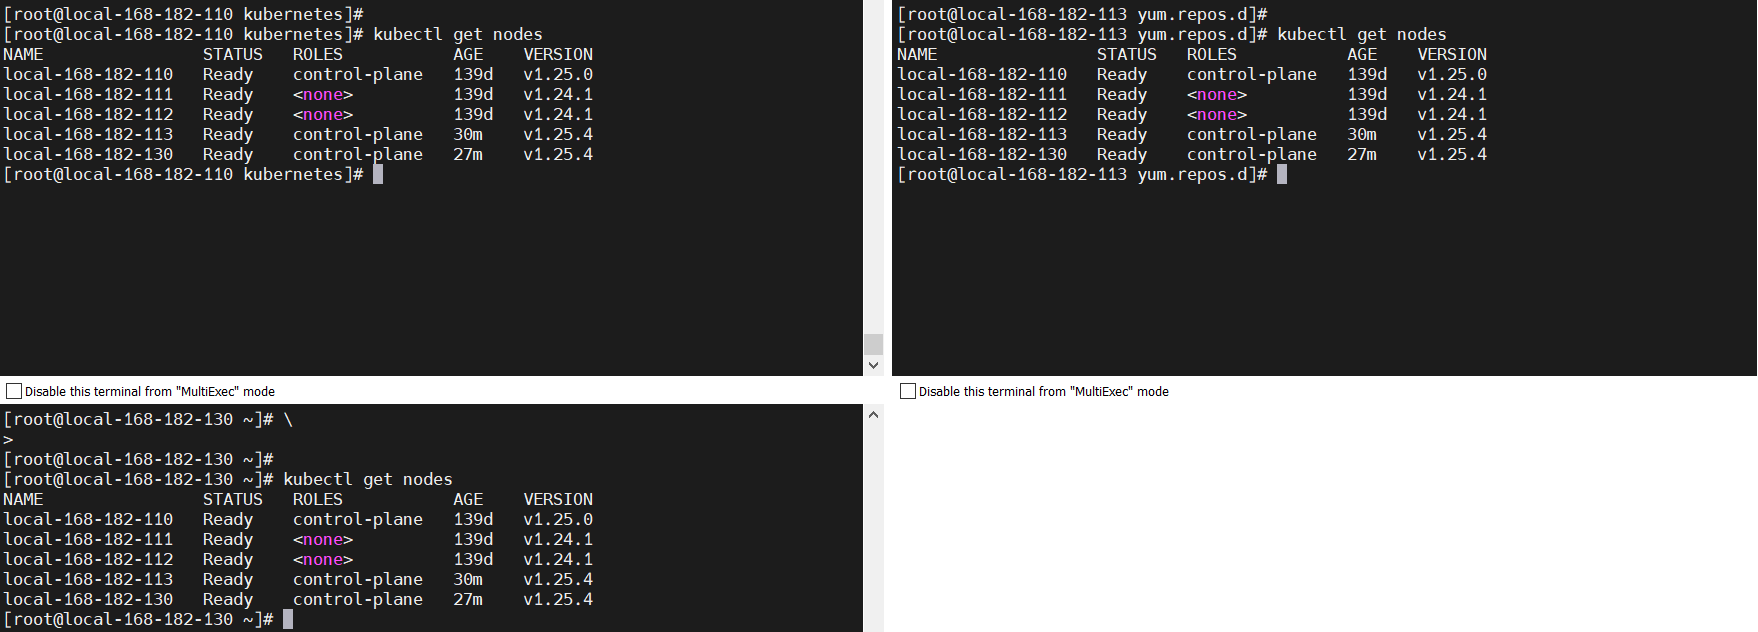 [root@local-168-182-110 kubernetes]#
[root@local-168-182-110 kubernetes]# kubectl get nodes
NAME                STATUS   ROLES           AGE    VERSION
local-168-182-110   Ready    control-plane   139d   v1.25.0
local-168-182-111   Ready    <none>          139d   v1.24.1
local-168-182-112   Ready    <none>          139d   v1.24.1
local-168-182-113   Ready    control-plane   30m    v1.25.4
local-168-182-130   Ready    control-plane   27m    v1.25.4
[root@local-168-182-110 kubernetes]#
[root@local-168-182-113 yum.repos.d]#
[root@local-168-182-113 yum.repos.d]# kubectl get nodes
NAME                STATUS   ROLES           AGE    VERSION
local-168-182-110   Ready    control-plane   139d   v1.25.0
local-168-182-111   Ready    <none>          139d   v1.24.1
local-168-182-112   Ready    <none>          139d   v1.24.1
local-168-182-113   Ready    control-plane   30m    v1.25.4
local-168-182-130   Ready    control-plane   27m    v1.25.4
[root@local-168-182-113 yum.repos.d]#
Disable this terminal from "MultiExec" mode
Disable this terminal from "MultiExec" mode
[root@local-168-182-130 ~]# \
>
[root@local-168-182-130 ~]#
[root@local-168-182-130 ~]# kubectl get nodes
NAME                STATUS   ROLES           AGE    VERSION
local-168-182-110   Ready    control-plane   139d   v1.25.0
local-168-182-111   Ready    <none>          139d   v1.24.1
local-168-182-112   Ready    <none>          139d   v1.24.1
local-168-182-113   Ready    control-plane   30m    v1.25.4
local-168-182-130   Ready    control-plane   27m    v1.25.4
[root@local-168-182-130 ~]#